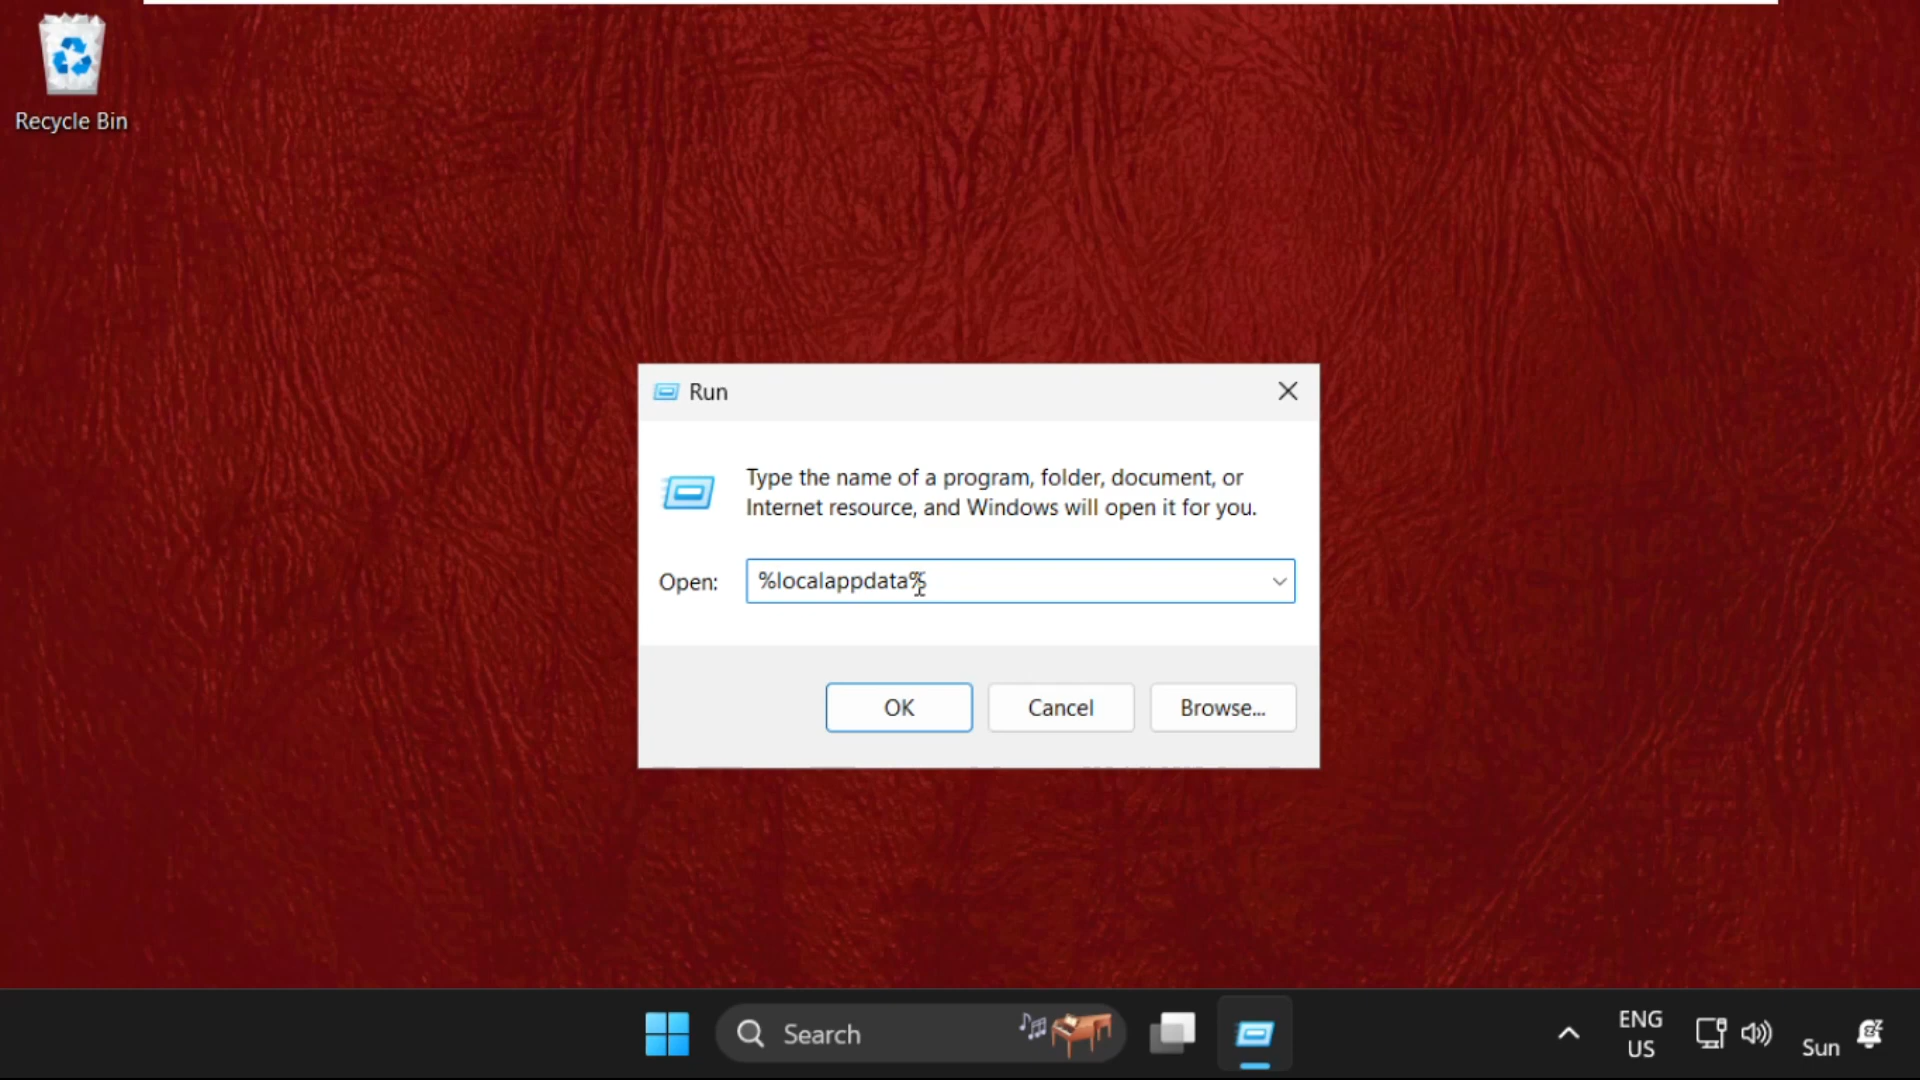 Recycle Bin
Run
Type the name of a program, folder, document, or
Internet resource, and Windows will open it for you.
Open:
%localappdata%
OK
Cancel
Browse...
Search
ENG
US
Sun